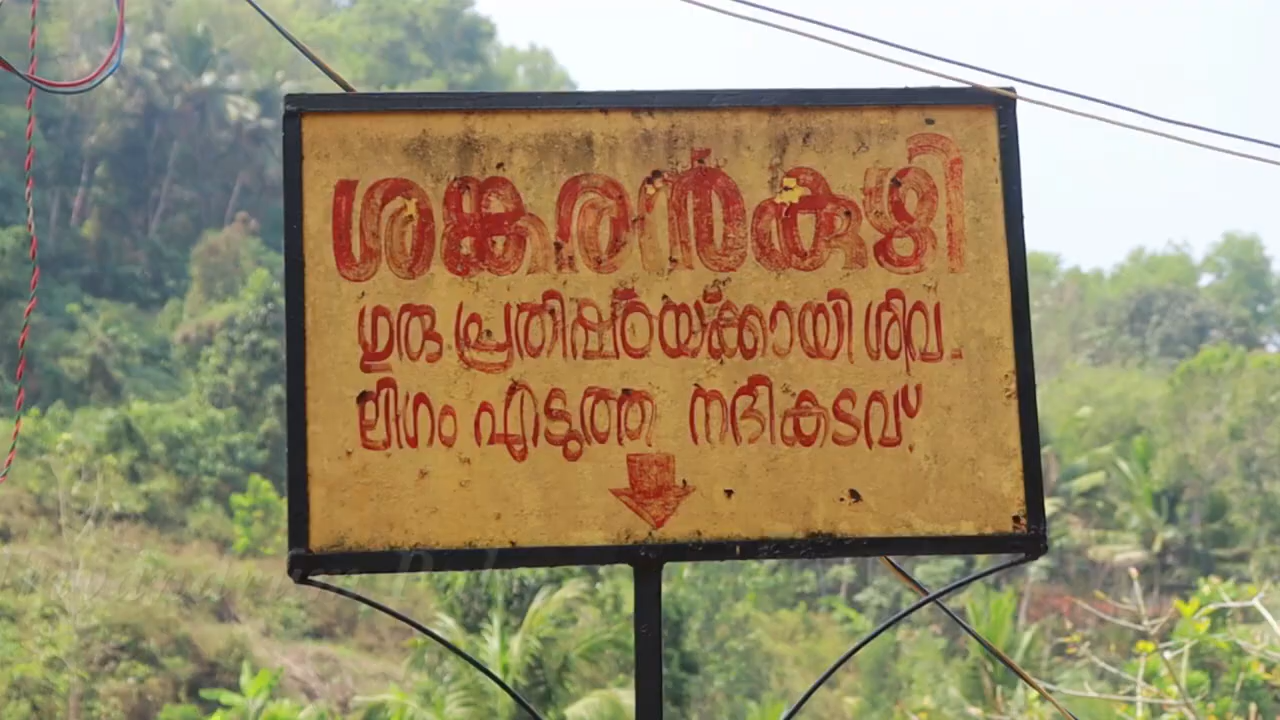 ശങ്കരൻകുഴി
ഗുരു പ്രതിഷ്ഠയ്ക്കായി ശിവ-
ലിഗം എടുത്ത നദികടവ്